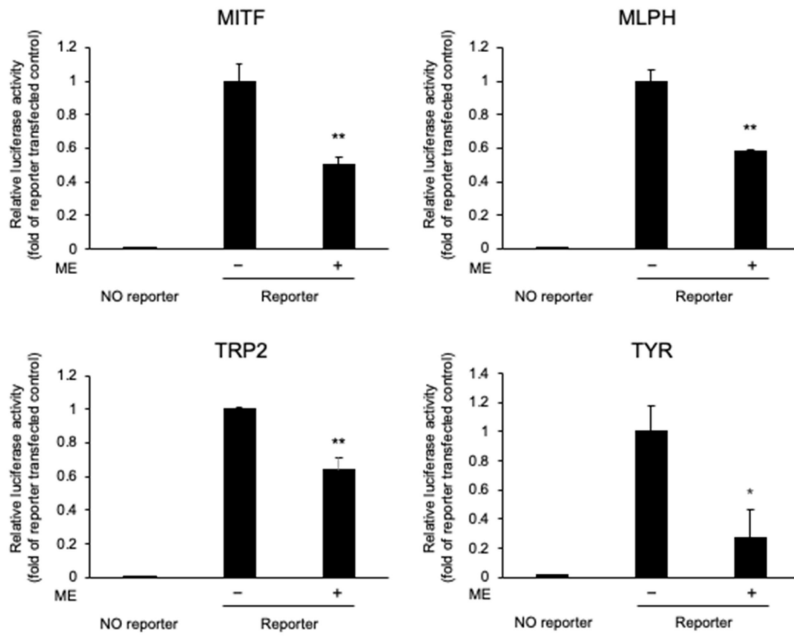 MITF
Relative luciferase activity
(fold of reporter transfected control)
1.2
1
0.8
0.6
0.4
0.2
0
**
ME
−
+
NO reporter
Reporter
MLPH
Relative luciferase activity
(fold of reporter transfected control)
1.2
1
0.8
0.6
0.4
0.2
0
**
ME
−
+
NO reporter
Reporter
TRP2
Relative luciferase activity
(fold of reporter transfected control)
1.2
1
0.8
0.6
0.4
0.2
0
**
ME
−
+
NO reporter
Reporter
TYR
Relative luciferase activity
(fold of reporter transfected control)
1.4
1.2
1
0.8
0.6
0.4
0.2
0
*
ME
−
+
NO reporter
Reporter